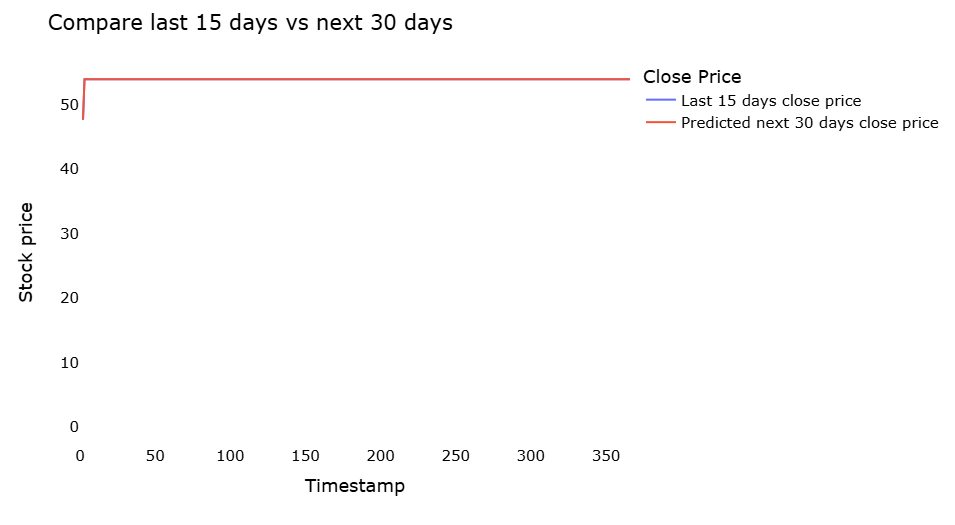 Compare last 15 days vs next 30 days
Close Price
Last 15 days close price
Predicted next 30 days close price
Stock price
50
40
30
20
10
0
0 50 100 150 200 250 300 350
Timestamp